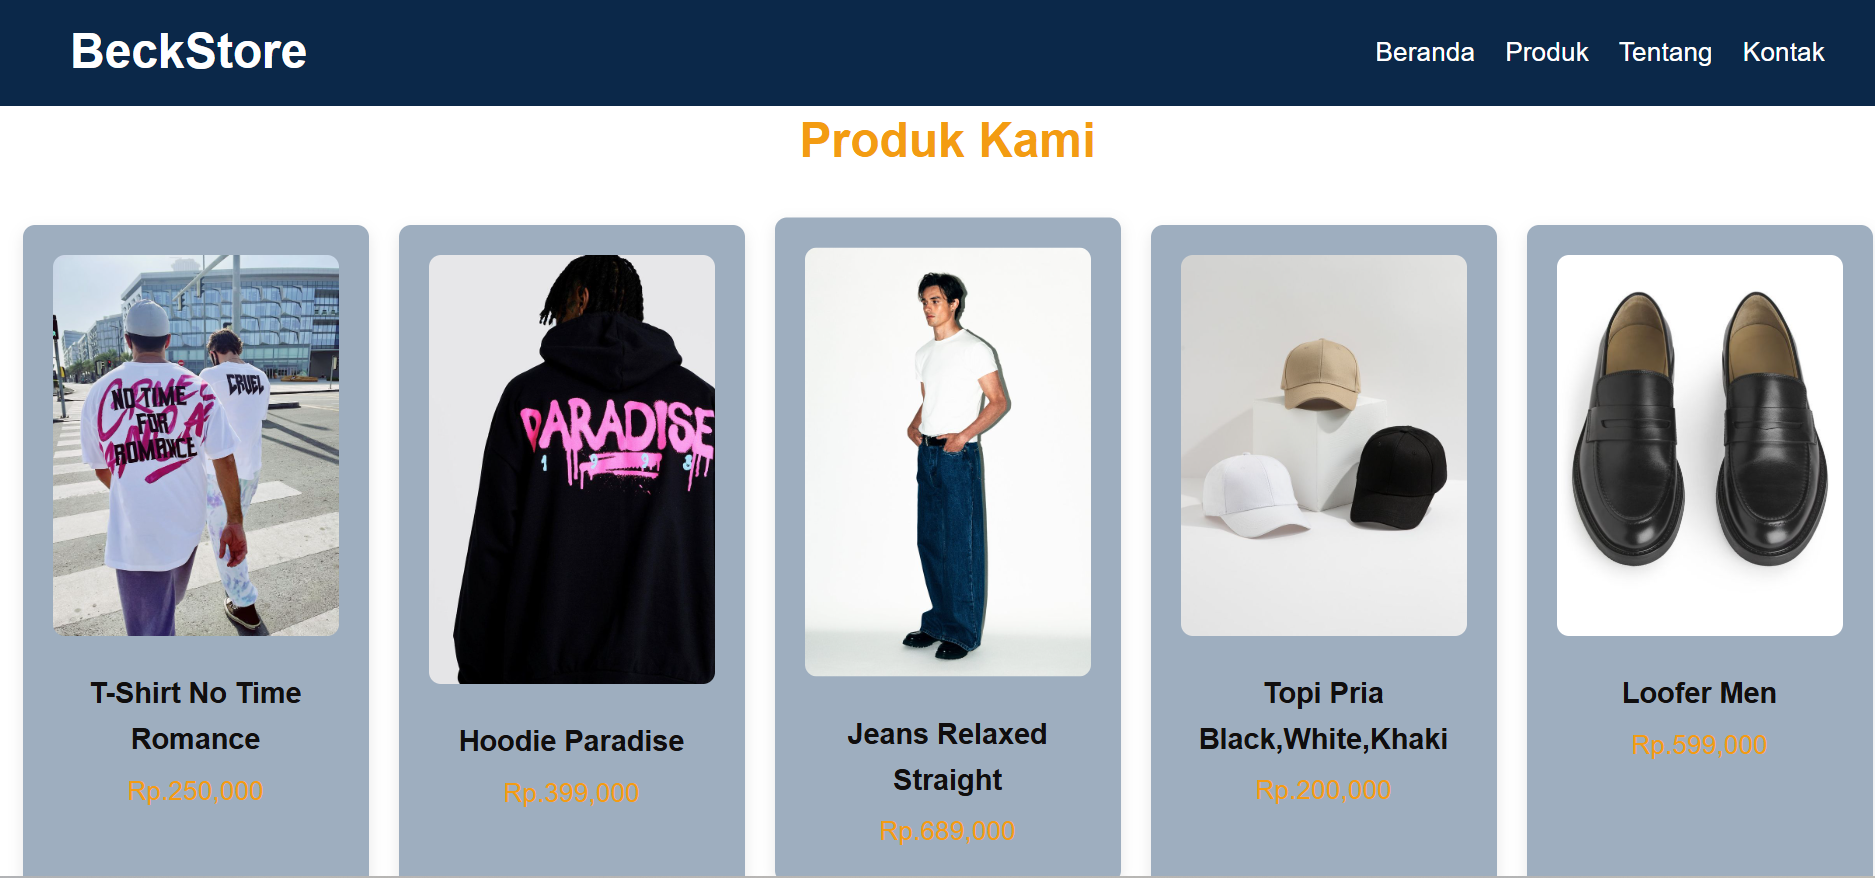 BeckStore
Beranda Produk Tentang Kontak
Produk Kami
NO TIME
FOR
ROMANCE
CRUEL
PARADISE
1998
T-Shirt No Time
Romance
Rp.250,000
Hoodie Paradise
Rp.399,000
Jeans Relaxed
Straight
Rp.689,000
Topi Pria
Black,White,Khaki
Rp.200,000
Loofer Men
Rp.599,000